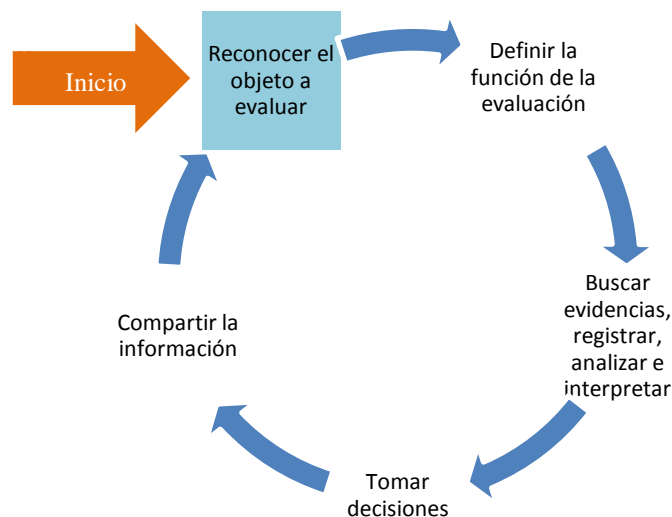 Inicio
Reconocer el
objeto a
evaluar
Definir la
función de la
evaluación
Buscar
evidencias,
registrar,
analizar e
interpretar
Tomar
decisiones
Compartir la
información